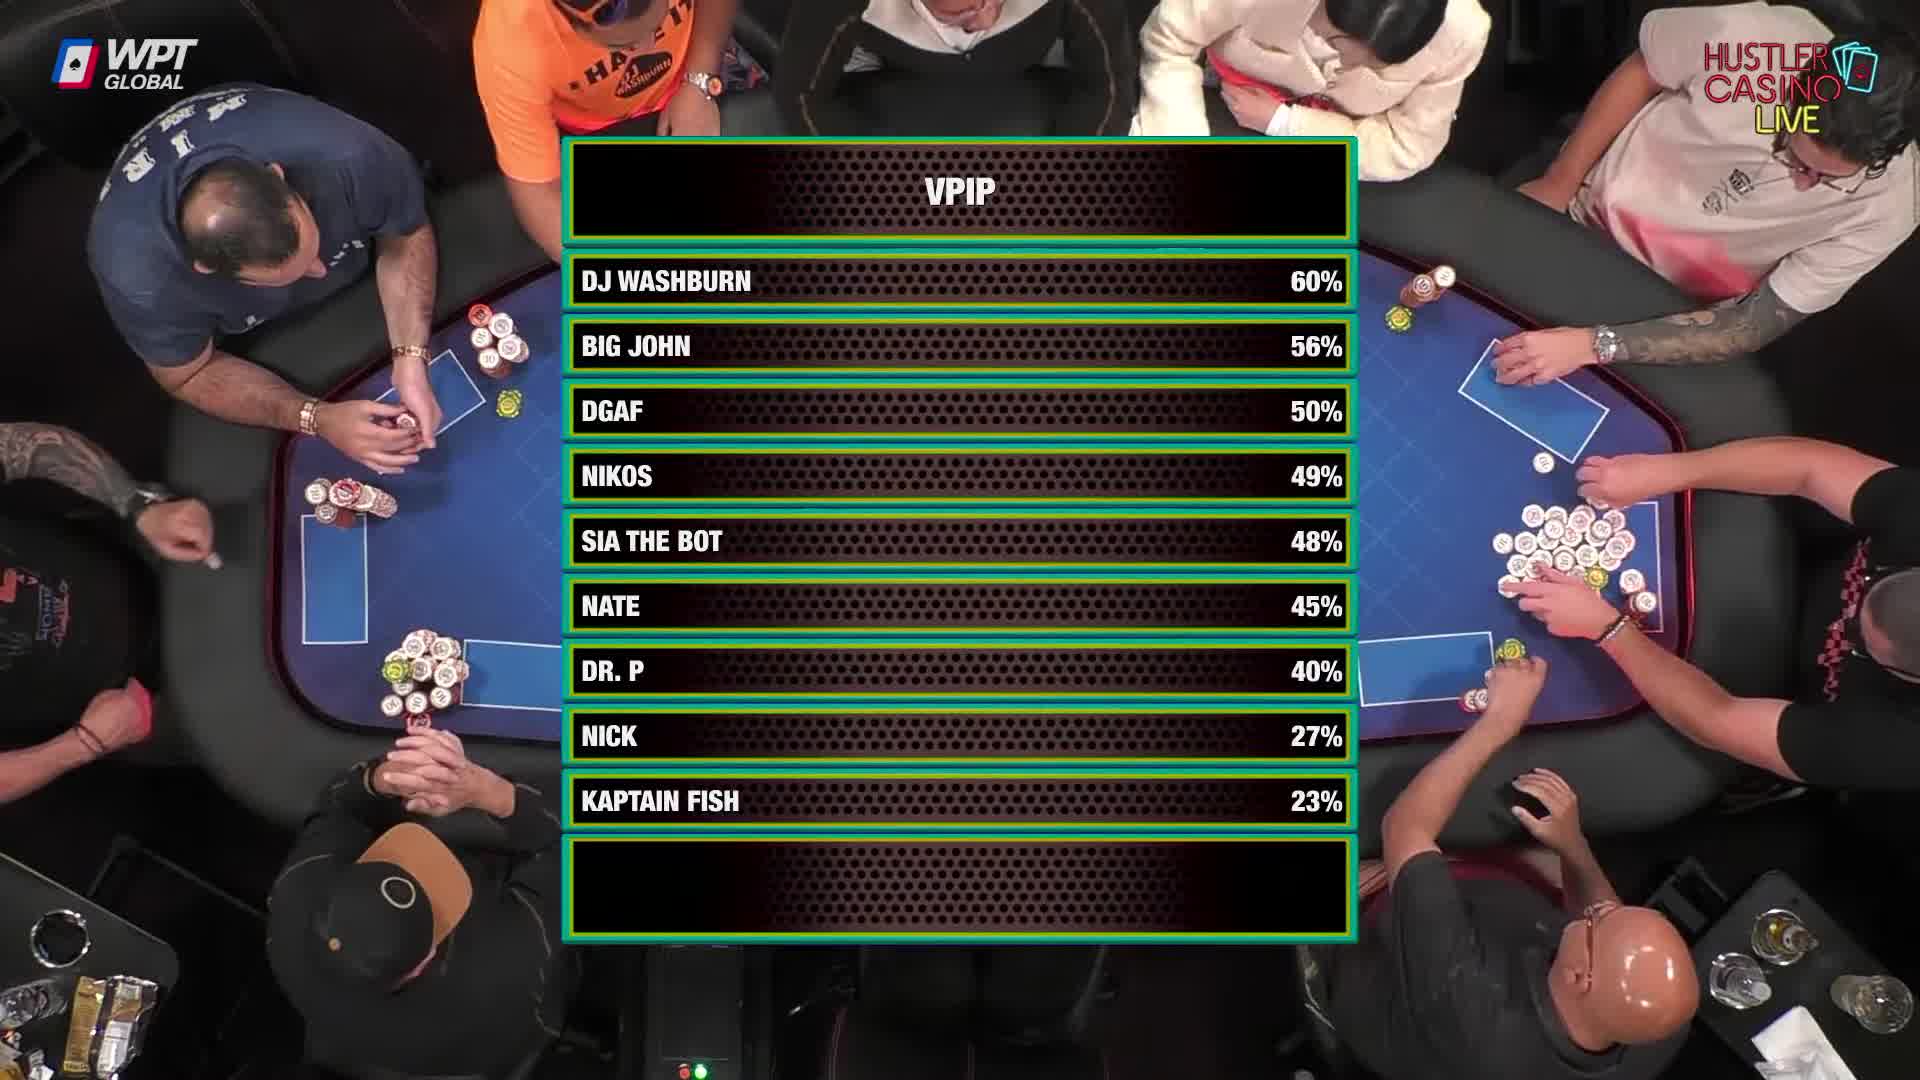 WPT
GLOBAL
HUSTLER
CASINO
LIVE
VPIP
DJ WASHBURN 60%
BIG JOHN 56%
DGAF 50%
NIKOS 49%
SIA THE BOT 48%
NATE 45%
DR. P 40%
NICK 27%
KAPTAIN FISH 23%
WASHBURN